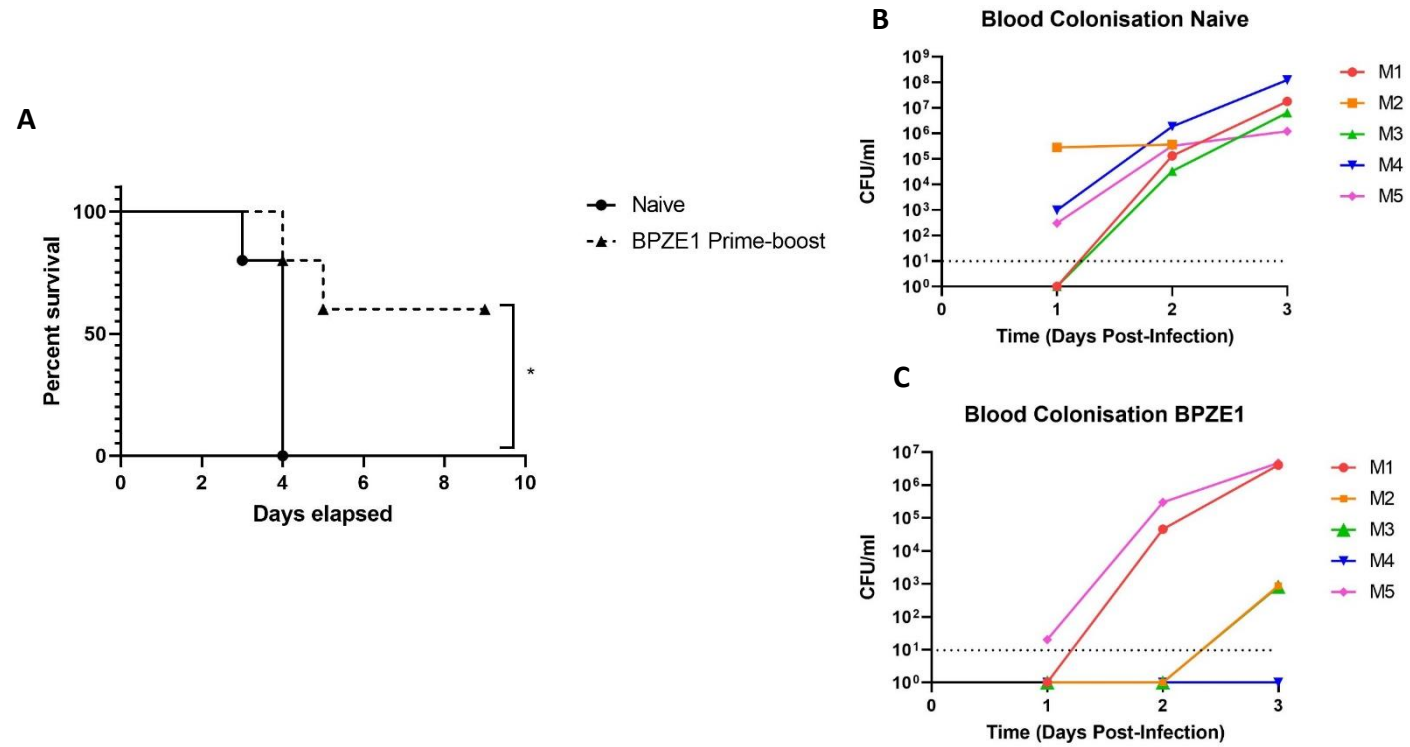 A
Percent survival
100
50
0
0 2 4 6 8 10
Days elapsed
Naive
BPZE1 Prime-boost
*
B
Blood Colonisation Naive
CFU/ml
10⁹
10⁸
10⁷
10⁶
10⁵
10⁴
10³
10²
10¹
10⁰
0 1 2 3
Time (Days Post-Infection)
M1
M2
M3
M4
M5
C
Blood Colonisation BPZE1
CFU/ml
10⁷
10⁶
10⁵
10⁴
10³
10²
10¹
10⁰
0 1 2 3
Time (Days Post-Infection)
M1
M2
M3
M4
M5